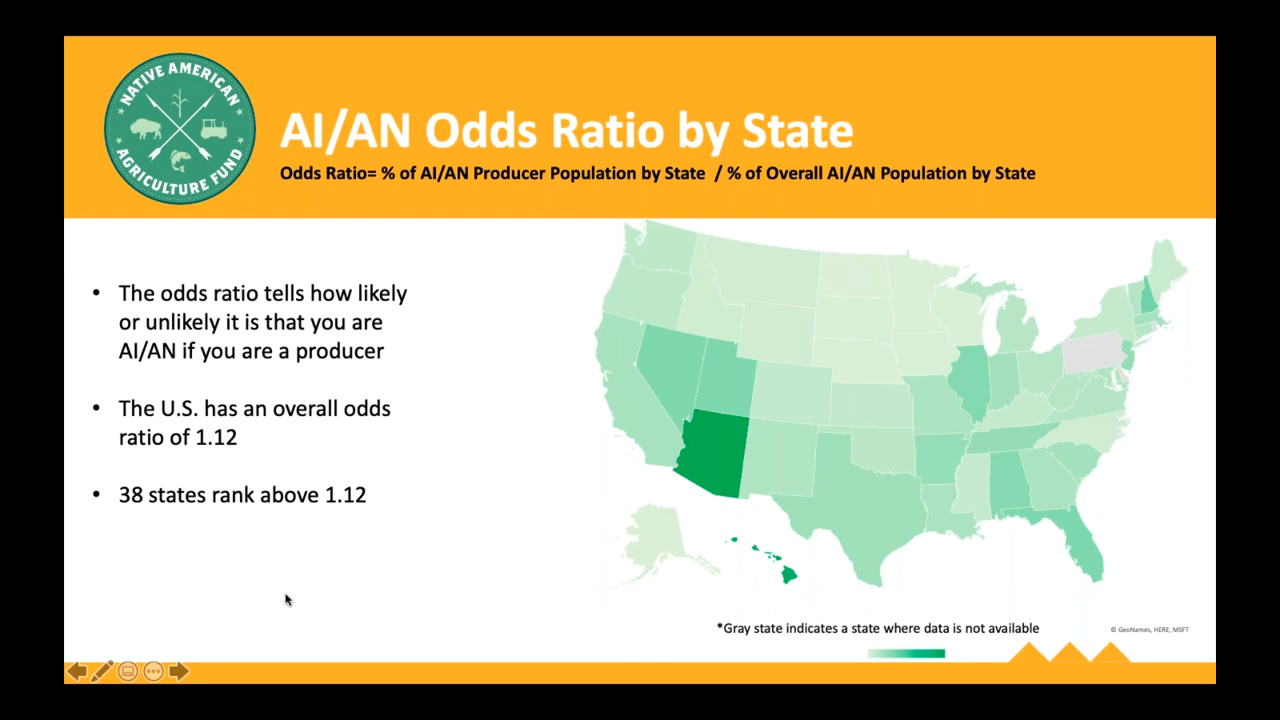 NATIVE AMERICAN
AGRICULTURE FUND
AI/AN Odds Ratio by State
Odds Ratio= % of AI/AN Producer Population by State / % of Overall AI/AN Population by State
• The odds ratio tells how likely
or unlikely it is that you are
AI/AN if you are a producer
• The U.S. has an overall odds
ratio of 1.12
• 38 states rank above 1.12
*Gray state indicates a state where data is not available
© GeoNames, HERE, MSFT